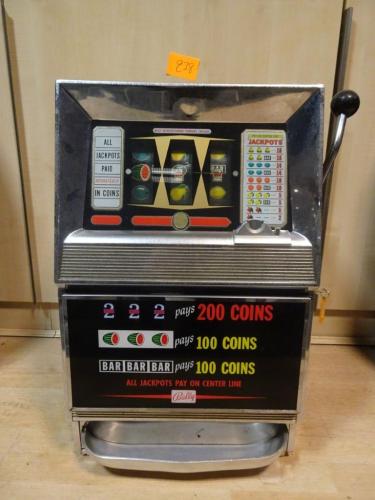 838
ALL
JACKPOTS
PAID
IN COINS
JACKPOTS
2 2 2 pays 200 COINS
pays 100 COINS
BAR BAR BAR pays 100 COINS
ALL JACKPOTS PAY ON CENTER LINE
Bally